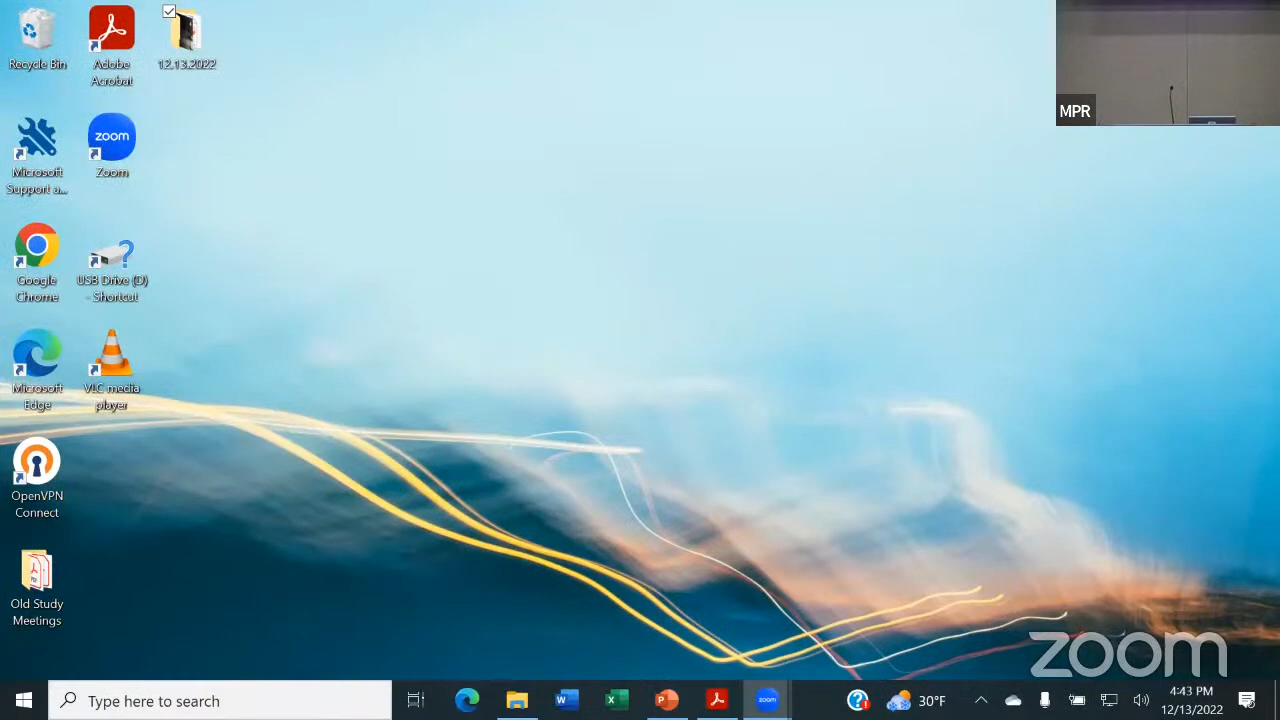 Recycle Bin
Adobe
Acrobat
12.13.2022
MPR
Microsoft
Support a...
zoom
Zoom
Google
Chrome
USB Drive (D)
- Shortcut
Microsoft
Edge
VLC media
player
OpenVPN
Connect
Old Study
Meetings
zoom
Type here to search
zoom
30°F
4:43 PM
12/13/2022